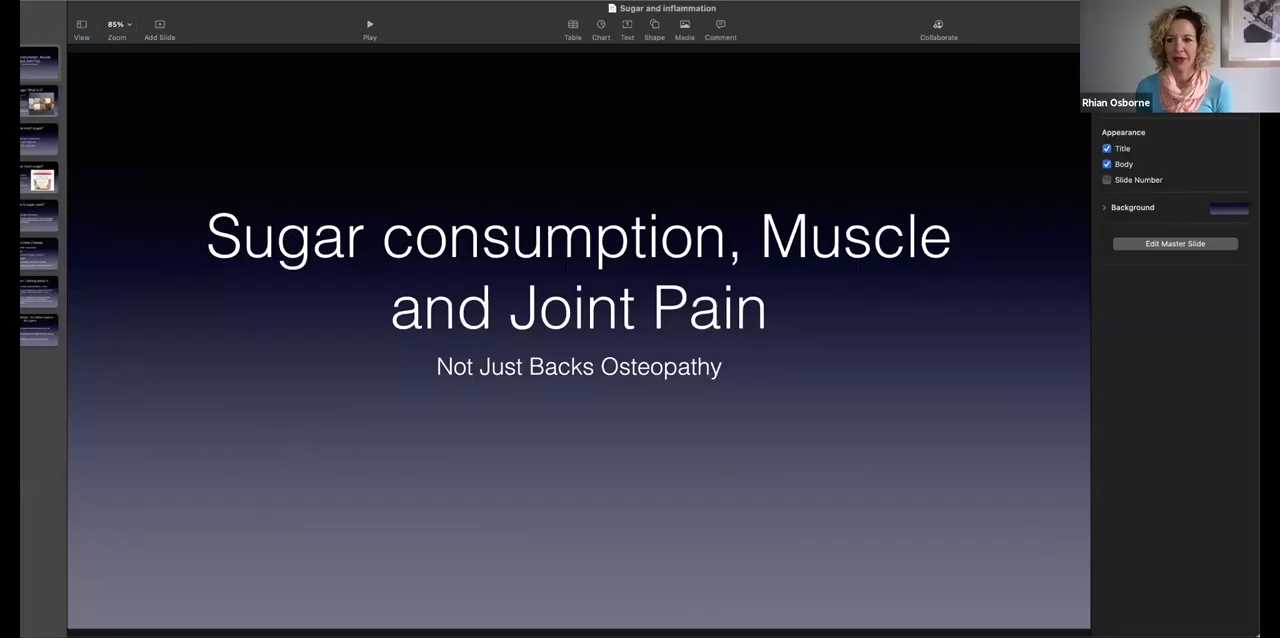 Sugar and inflammation
View
85%
Zoom
Add Slide
Play
Table
Chart
Text
Shape
Media
Comment
Collaborate
Rhian Osborne
Appearance
Title
Body
Slide Number
Background
Edit Master Slide
Sugar consumption, Muscle
and Joint Pain
Not Just Backs Osteopathy